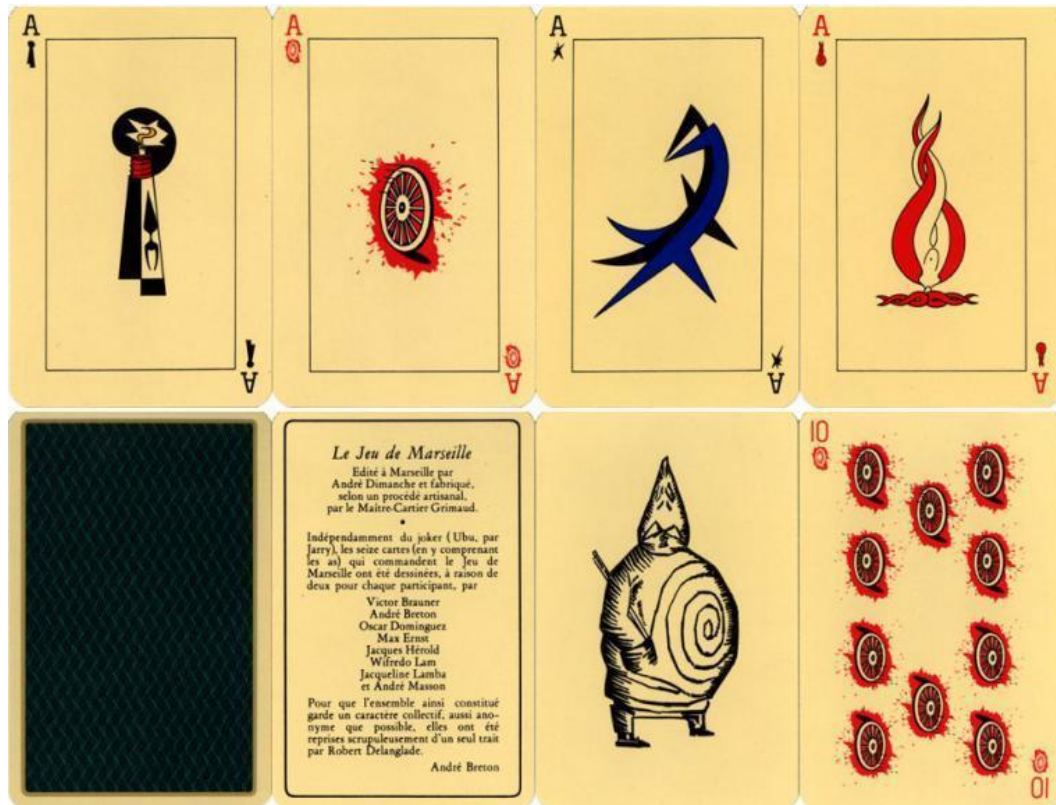 A
A
A
A
A
A
A
A
Le Jeu de Marseille
Edité à Marseille par
André Dimanche et fabriqué,
selon un procédé artisanal,
par le Maître-Cartier Grimaud.
Indépendamment du joker (Ubu, par
Jarry), les seize cartes (en y comprenant
les as) qui commandent le Jeu de
Marseille ont été dessinées, à raison de
deux pour chaque participant, par
Victor Brauner
André Breton
Oscar Dominguez
Max Ernst
Jacques Hérold
Wifredo Lam
Jacqueline Lamba
et André Masson
Pour que l'ensemble ainsi constitué
garde un caractère collectif, aussi ano-
nyme que possible, elles ont été
reprises scrupuleusement d'un seul trait
par Robert Delanglade.
André Breton
10
10